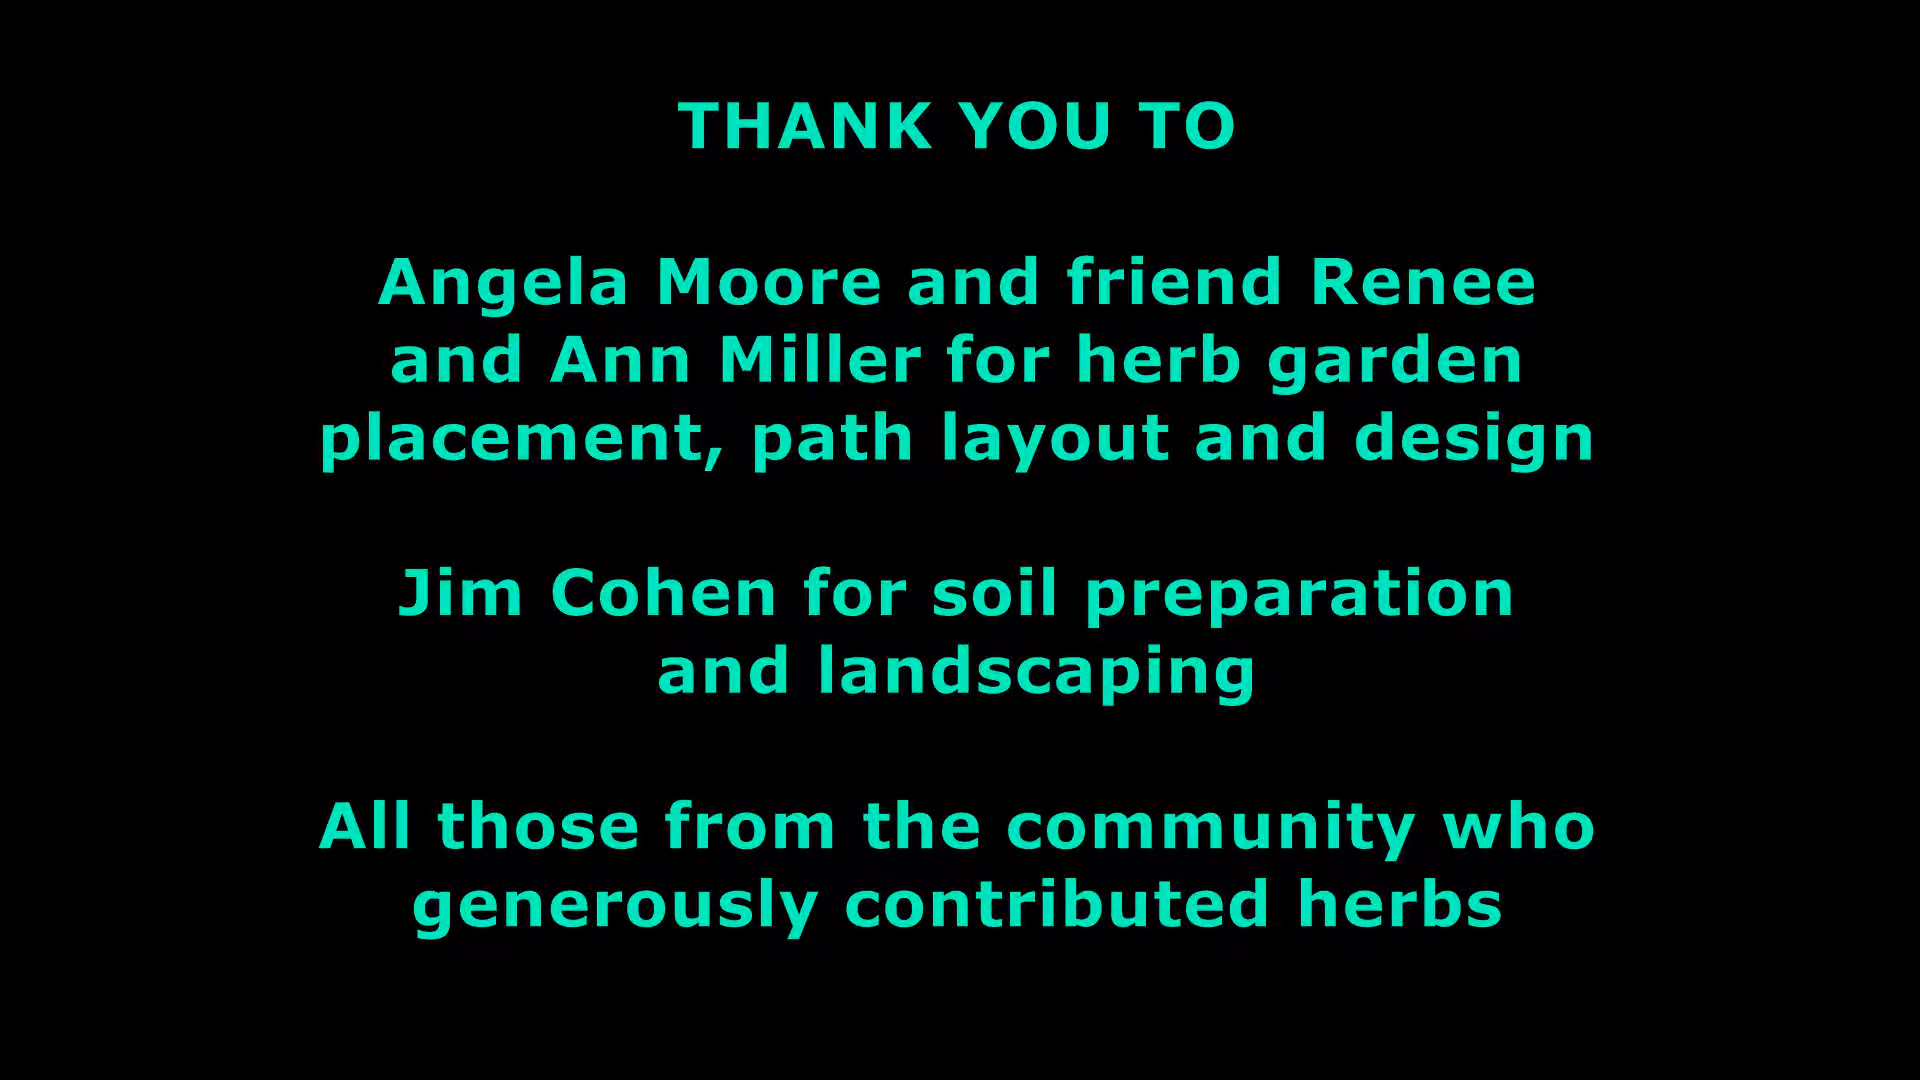 THANK YOU TO
Angela Moore and friend Renee
and Ann Miller for herb garden
placement, path layout and design
Jim Cohen for soil preparation
and landscaping
All those from the community who
generously contributed herbs